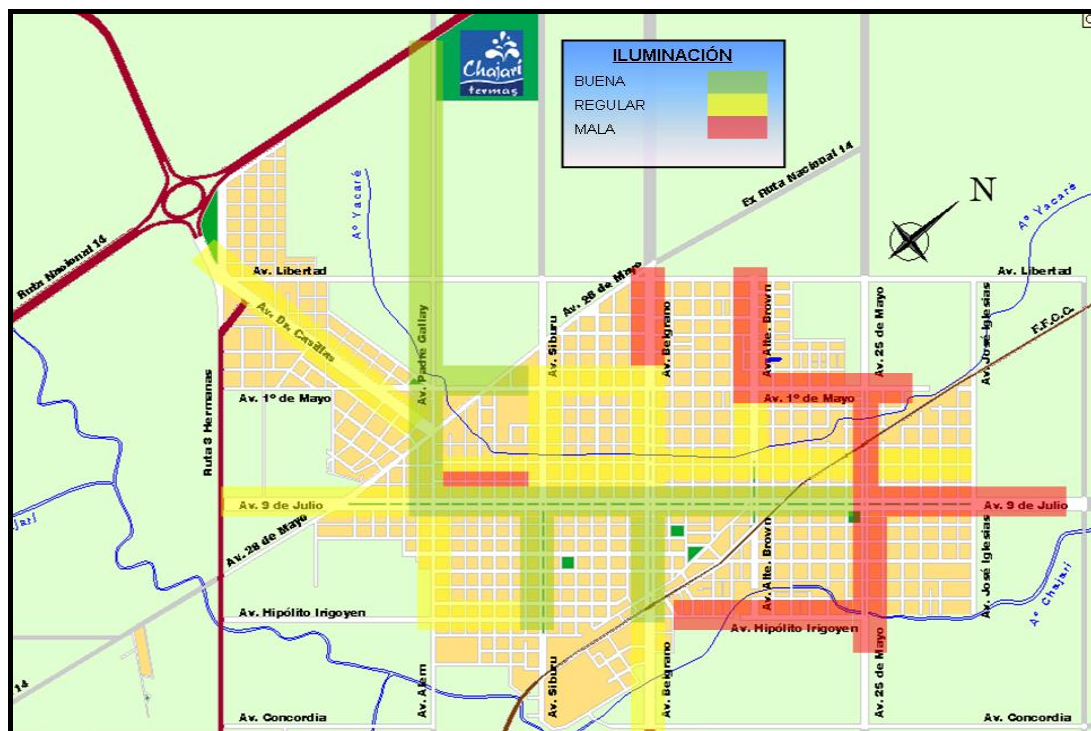 ILUMINACIÓN
BUENA
REGULAR
MALA
Chajarí
termas
Ex Ruta Nacional 14
N
Aº Yacaré
Aº Yacaré
Ruta Nacional 14
Av. Libertad
Av. 28 de Mayo
Av. Libertad
Av. Dr. Casillas
Av. Padre Gallay
Av. Siburu
Av. Belgrano
Av. Alte. Brown
Av. 25 de Mayo
Av. José Iglesias
F.F.C.C.
Ruta 3 Hermanas
Av. 1º de Mayo
Av. 1º de Mayo
Av. 9 de Julio
Av. 9 de Julio
Av. 28 de Mayo
jarí
Av. Alte. Brown
Av. José Iglesias
Aº Chajarí
Av. Hipólito Irigoyen
Av. Hipólito Irigoyen
Av. Alem
Av. Siburu
Av. Belgrano
Av. 25 de Mayo
14
Av. Concordia
Av. Concordia